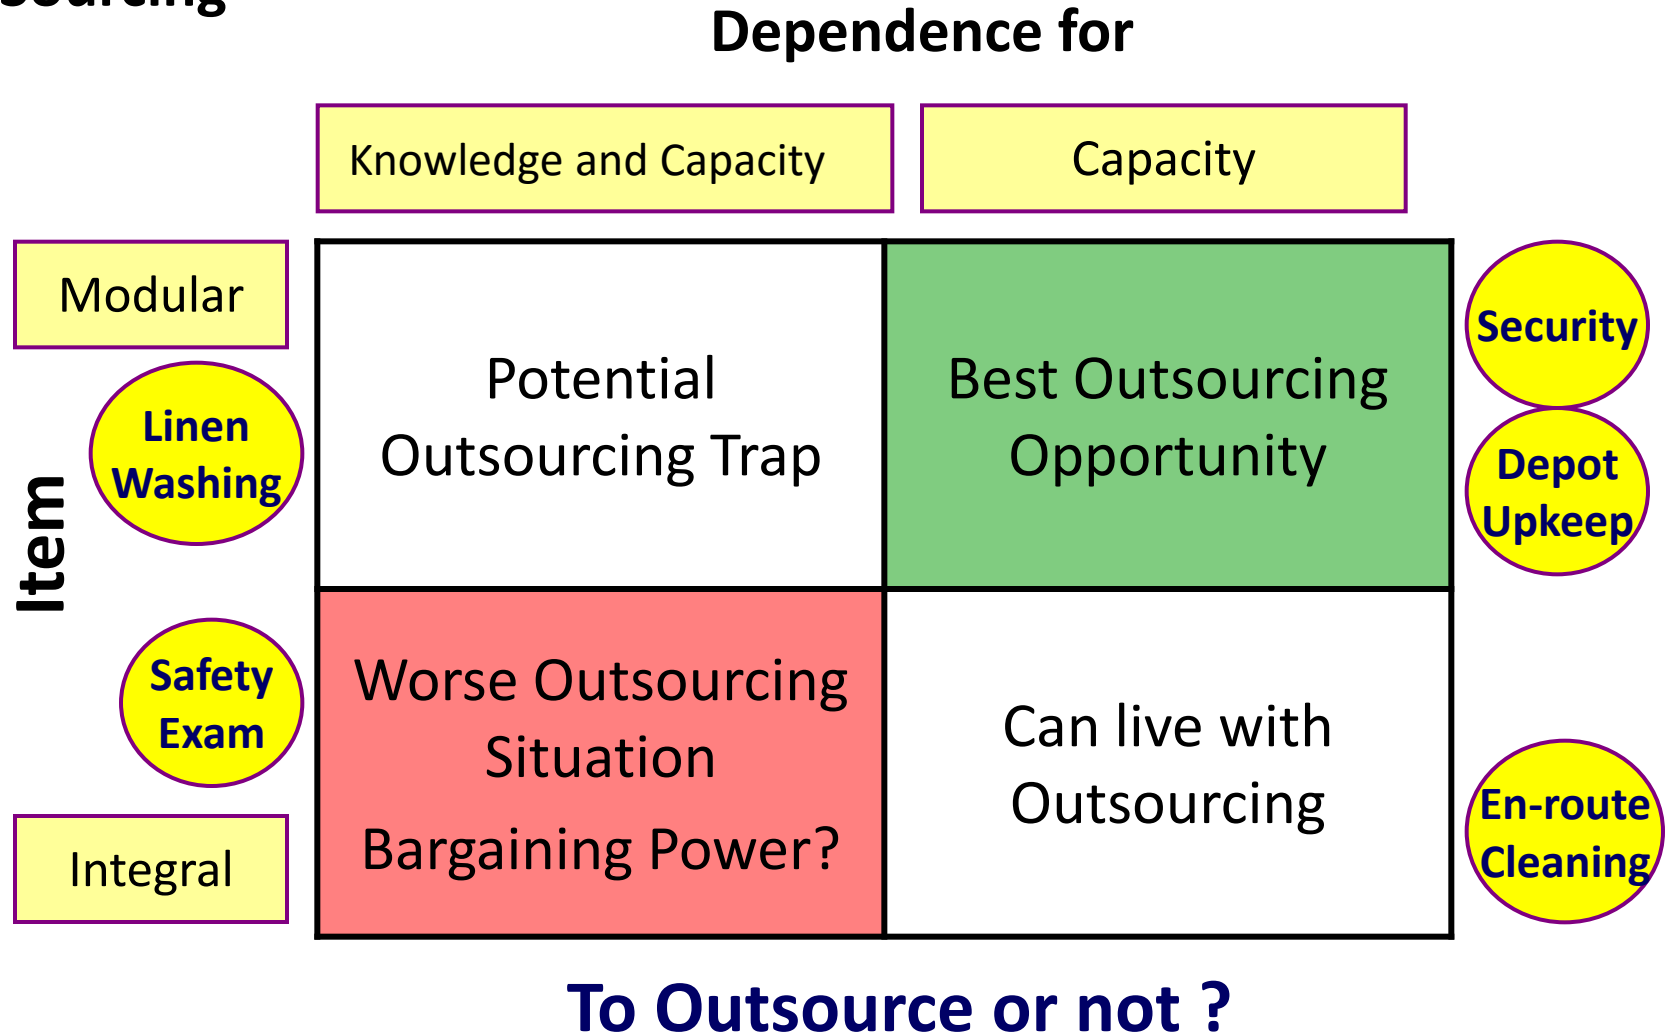 sourcing
Dependence for
Knowledge and Capacity
Capacity
Modular
Linen
Washing
Item
Safety
Exam
Integral
Potential
Outsourcing Trap
Best Outsourcing
Opportunity
Worse Outsourcing
Situation
Bargaining Power?
Can live with
Outsourcing
Security
Depot
Upkeep
En-route
Cleaning
To Outsource or not ?